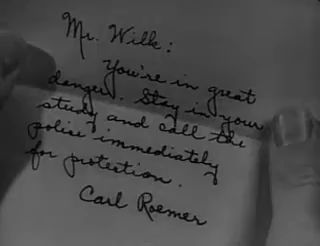 Mr. Wilk:
You're in great
danger. Stay in your
study and call the
police immediately
for protection.
Carl Roemer